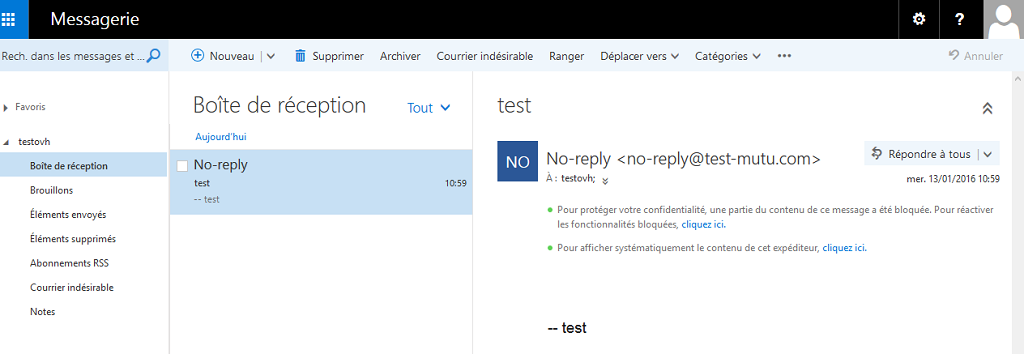 Messagerie
?
Rech. dans les messages et ...
Nouveau
Supprimer
Archiver
Courrier indésirable
Ranger
Déplacer vers
Catégories
•••
Annuler
Favoris
testovh
Boîte de réception
Brouillons
Éléments envoyés
Éléments supprimés
Abonnements RSS
Courrier indésirable
Notes
Boîte de réception
Tout
Aujourd'hui
No-reply
test
10:59
-- test
test
NO
No-reply <no-reply@test-mutu.com>
À : testovh;
Répondre à tous
mer. 13/01/2016 10:59
Pour protéger votre confidentialité, une partie du contenu de ce message a été bloquée. Pour réactiver
les fonctionnalités bloquées, cliquez ici.
Pour afficher systématiquement le contenu de cet expéditeur, cliquez ici.
-- test